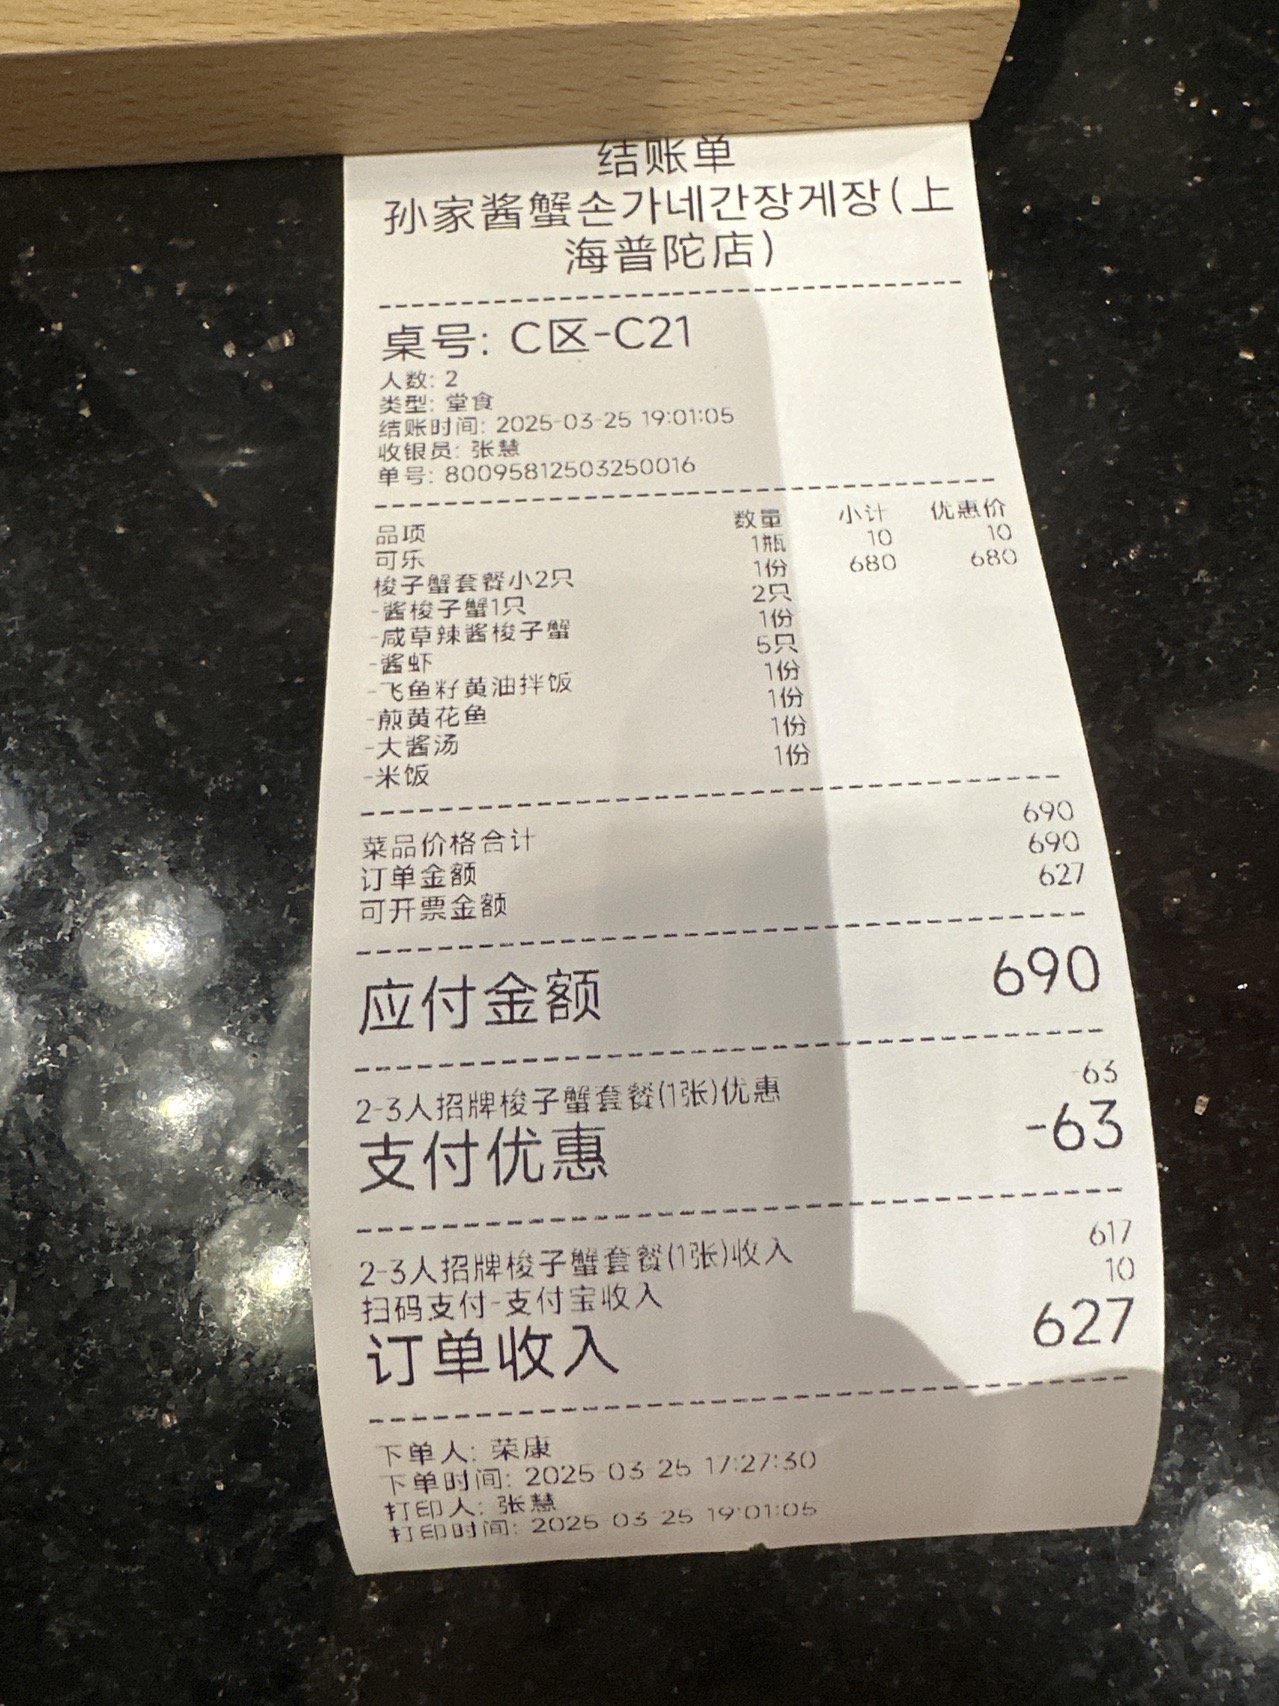 结账单
孙家酱蟹손가네간장게장(上
海普陀店)
桌号: C区-C21
人数: 2
类型: 堂食
结账时间: 2025-03-25 19:01:05
收银员: 张慧
单号: 80095812503250016
品项 数量 小计 优惠价
可乐 1瓶 10 10
梭子蟹套餐小2只 1份 680 680
-酱梭子蟹1只 2只
-咸草辣酱梭子蟹 1份
-酱虾 5只
-飞鱼籽黄油拌饭 1份
-煎黄花鱼 1份
-大酱汤 1份
-米饭 1份
菜品价格合计 690
订单金额 690
可开票金额 627
应付金额 690
2-3人招牌梭子蟹套餐(1张)优惠 -63
支付优惠 -63
2-3人招牌梭子蟹套餐(1张)收入 617
扫码支付-支付宝收入 10
订单收入 627
下单人: 荣康
下单时间: 2025-03-25 17:27:30
打印人: 张慧
打印时间: 2025-03-25 19:01:05